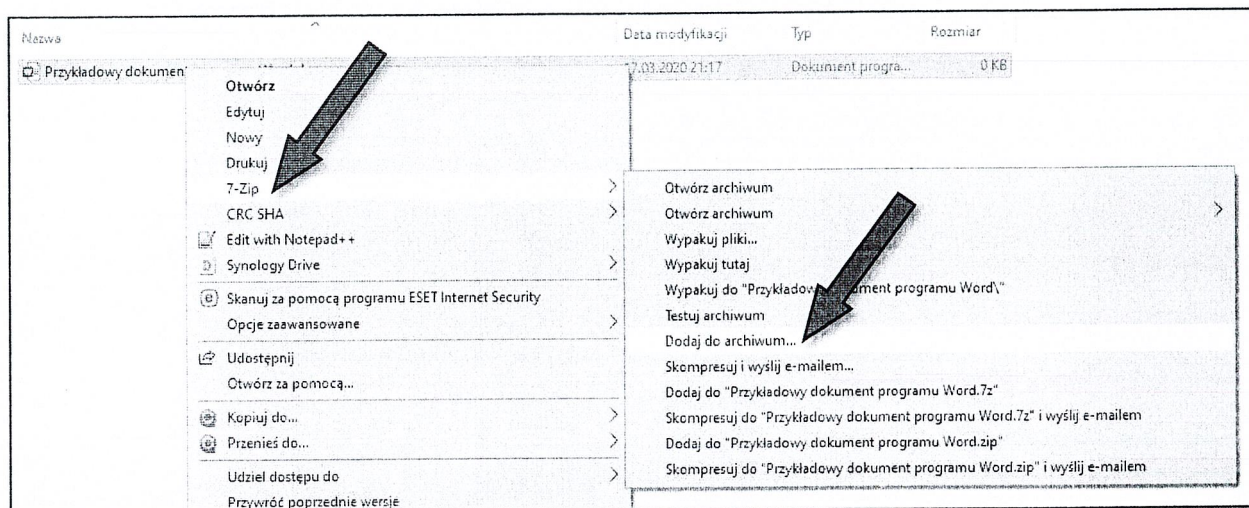 Nazwa Data modyfikacji Typ Rozmiar
Przykładowy dokumen 7.03.2020 21:17 Dokument progra... 0 KB
Otwórz
Edytuj
Nowy
Drukuj
7-Zip
CRC SHA
Edit with Notepad++
Synology Drive
Skanuj za pomocą programu ESET Internet Security
Opcje zaawansowane
Udostępnij
Otwórz za pomocą...
Kopiuj do...
Przenieś do...
Udziel dostępu do
Przywróć poprzednie wersje
Otwórz archiwum
Otwórz archiwum
Wypakuj pliki...
Wypakuj tutaj
Wypakuj do "Przykładowy dokument programu Word\"
Testuj archiwum
Dodaj do archiwum...
Skompresuj i wyślij e-mailem...
Dodaj do "Przykładowy dokument programu Word.7z"
Skompresuj do "Przykładowy dokument programu Word.7z" i wyślij e-mailem
Dodaj do "Przykładowy dokument programu Word.zip"
Skompresuj do "Przykładowy dokument programu Word.zip" i wyślij e-mailem